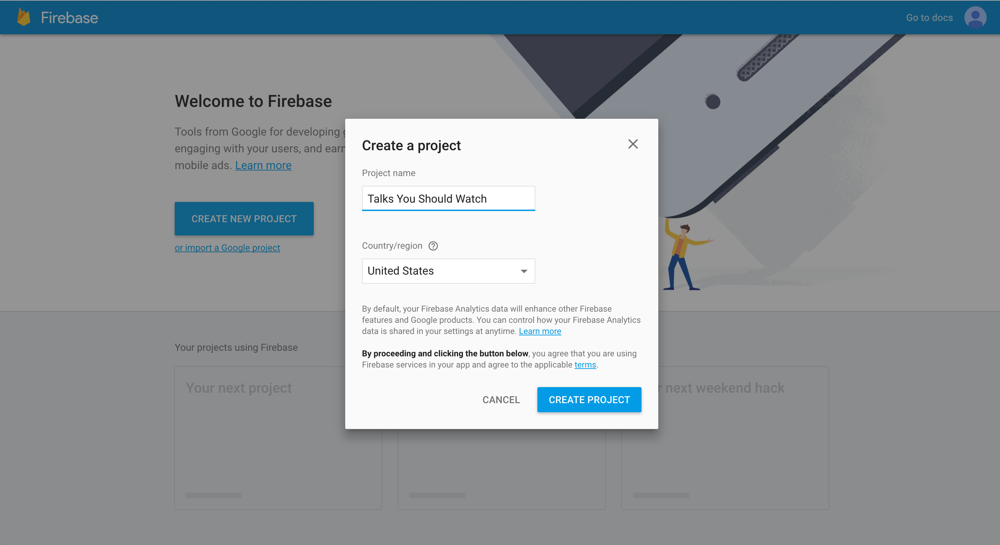 Firebase
Go to docs
Welcome to Firebase
Tools from Google for developing
engaging with your users, and earn
mobile ads. Learn more
CREATE NEW PROJECT
or import a Google project
Create a project
Project name
Talks You Should Watch
Country/region
United States
By default, your Firebase Analytics data will enhance other Firebase
features and Google products. You can control how your Firebase Analytics
data is shared in your settings at anytime. Learn more
By proceeding and clicking the button below, you agree that you are using
Firebase services in your app and agree to the applicable terms.
CANCEL
CREATE PROJECT
Your projects using Firebase
Your next project
next weekend hack